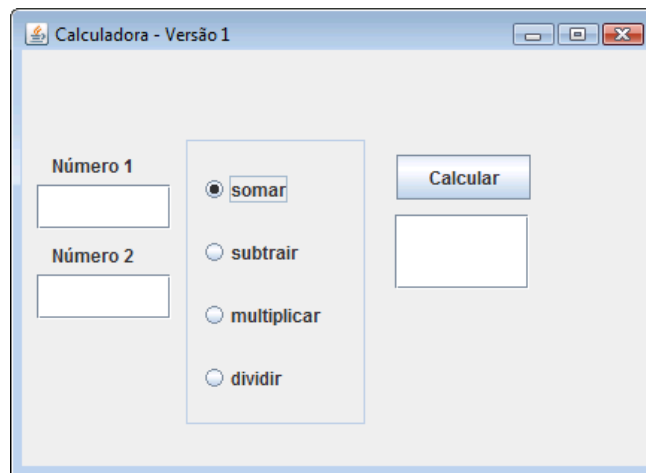 Calculadora - Versão 1
Número 1
Número 2
somar
subtrair
multiplicar
dividir
Calcular